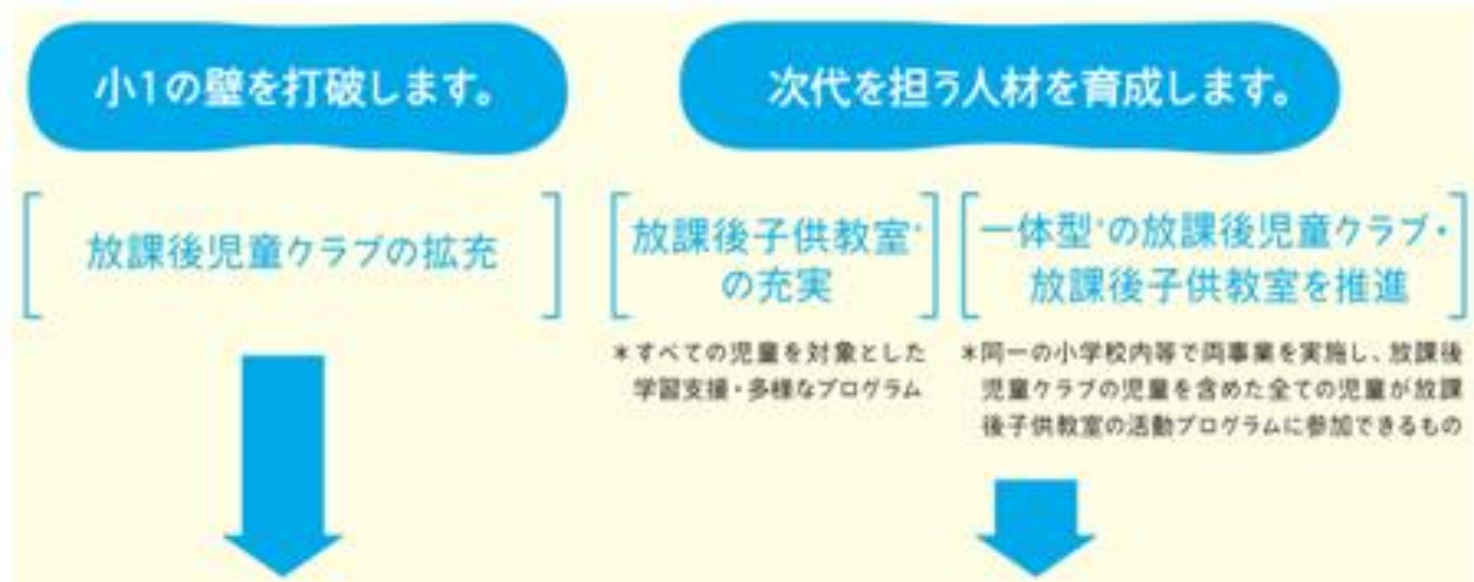 小1の壁を打破します。
次代を担う人材を育成します。
放課後児童クラブの拡充
放課後子供教室*
の充実
一体型*の放課後児童クラブ・
放課後子供教室を推進
*すべての児童を対象とした
学習支援・多様なプログラム
*同一の小学校内等で両事業を実施し、放課後
児童クラブの児童を含めた全ての児童が放課
後子供教室の活動プログラムに参加できるもの